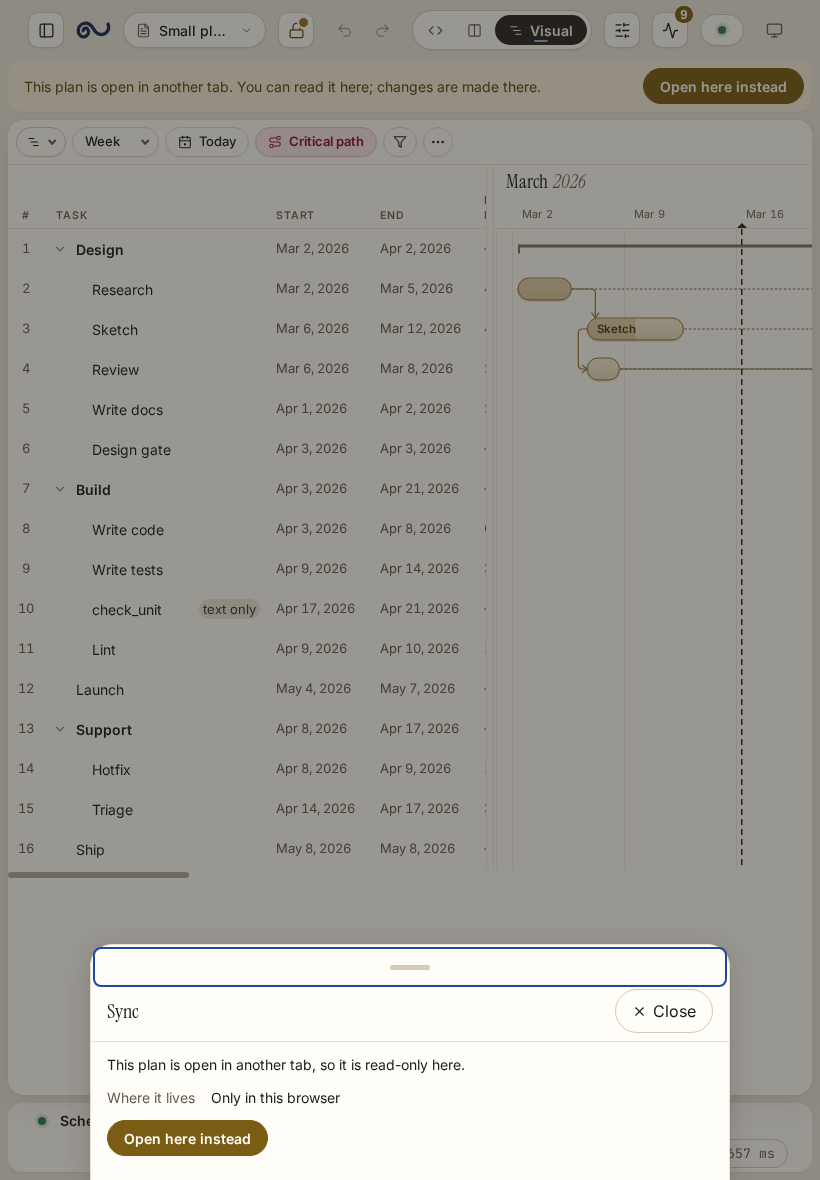 Small pl...
Visual
9
This plan is open in another tab. You can read it here; changes are made there.
Open here instead
Week
Today
Critical path
March 2026
# TASK START END
Mar 2 Mar 9 Mar 16
1 Design Mar 2, 2026 Apr 2, 2026
2 Research Mar 2, 2026 Mar 5, 2026
3 Sketch Mar 6, 2026 Mar 12, 2026
Sketch
4 Review Mar 6, 2026 Mar 8, 2026
5 Write docs Apr 1, 2026 Apr 2, 2026
6 Design gate Apr 3, 2026 Apr 3, 2026
7 Build Apr 3, 2026 Apr 21, 2026
8 Write code Apr 3, 2026 Apr 8, 2026
9 Write tests Apr 9, 2026 Apr 14, 2026
10 check_unit text only Apr 17, 2026 Apr 21, 2026
11 Lint Apr 9, 2026 Apr 10, 2026
12 Launch May 4, 2026 May 7, 2026
13 Support Apr 8, 2026 Apr 17, 2026
14 Hotfix Apr 8, 2026 Apr 9, 2026
15 Triage Apr 14, 2026 Apr 17, 2026
16 Ship May 8, 2026 May 8, 2026
Sync
Close
This plan is open in another tab, so it is read-only here.
Where it lives Only in this browser
Open here instead
ms